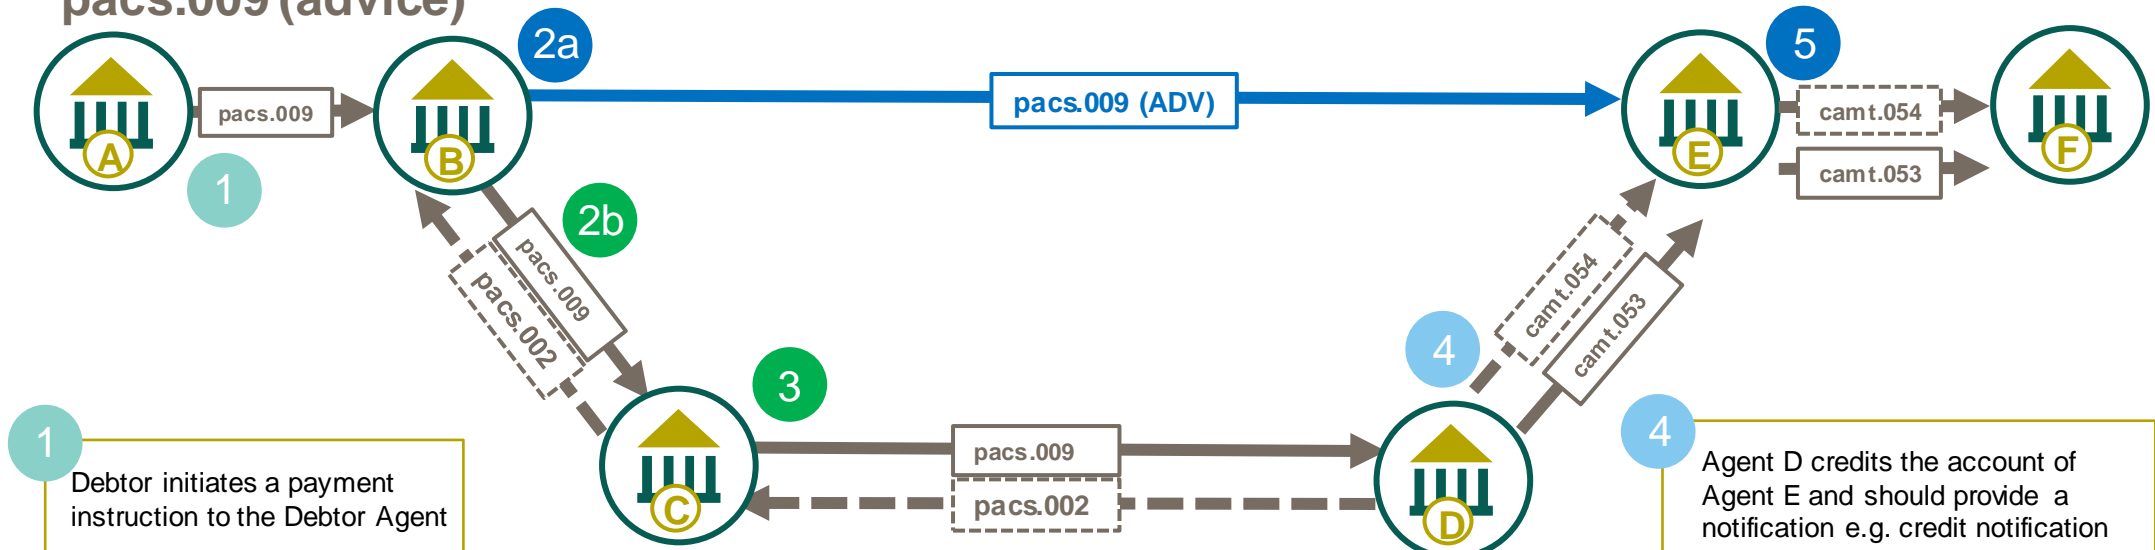 pacs.009 (advice)
A
pacs.009
1
B
2a
pacs.009 (ADV)
E
5
camt.054
camt.053
F
2b
pacs.009
pacs.002
3
C
pacs.009
pacs.002
D
4
camt.054
camt.053
1
Debtor initiates a payment
instruction to the Debtor Agent
4
Agent D credits the account of
Agent E and should provide a
notification e.g. credit notification